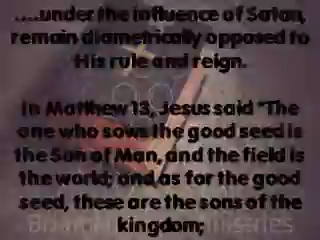 ....under the influence of Satan,
remain diametrically opposed to
His rule and reign.
In Matthew 13, Jesus said "The
one who sows the good seed is
the Son of Man, and the field is
the world; and as for the good
seed, these are the sons of the
kingdom;